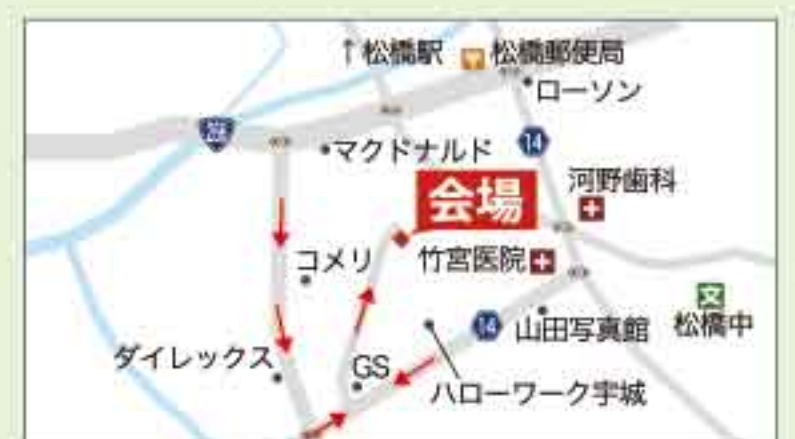 ↑松橋駅
松橋郵便局
ローソン
マクドナルド
14
河野歯科
会場
コメリ
竹宮医院
文
松橋中
14
山田写真館
ダイレックス
GS
ハローワーク宇城